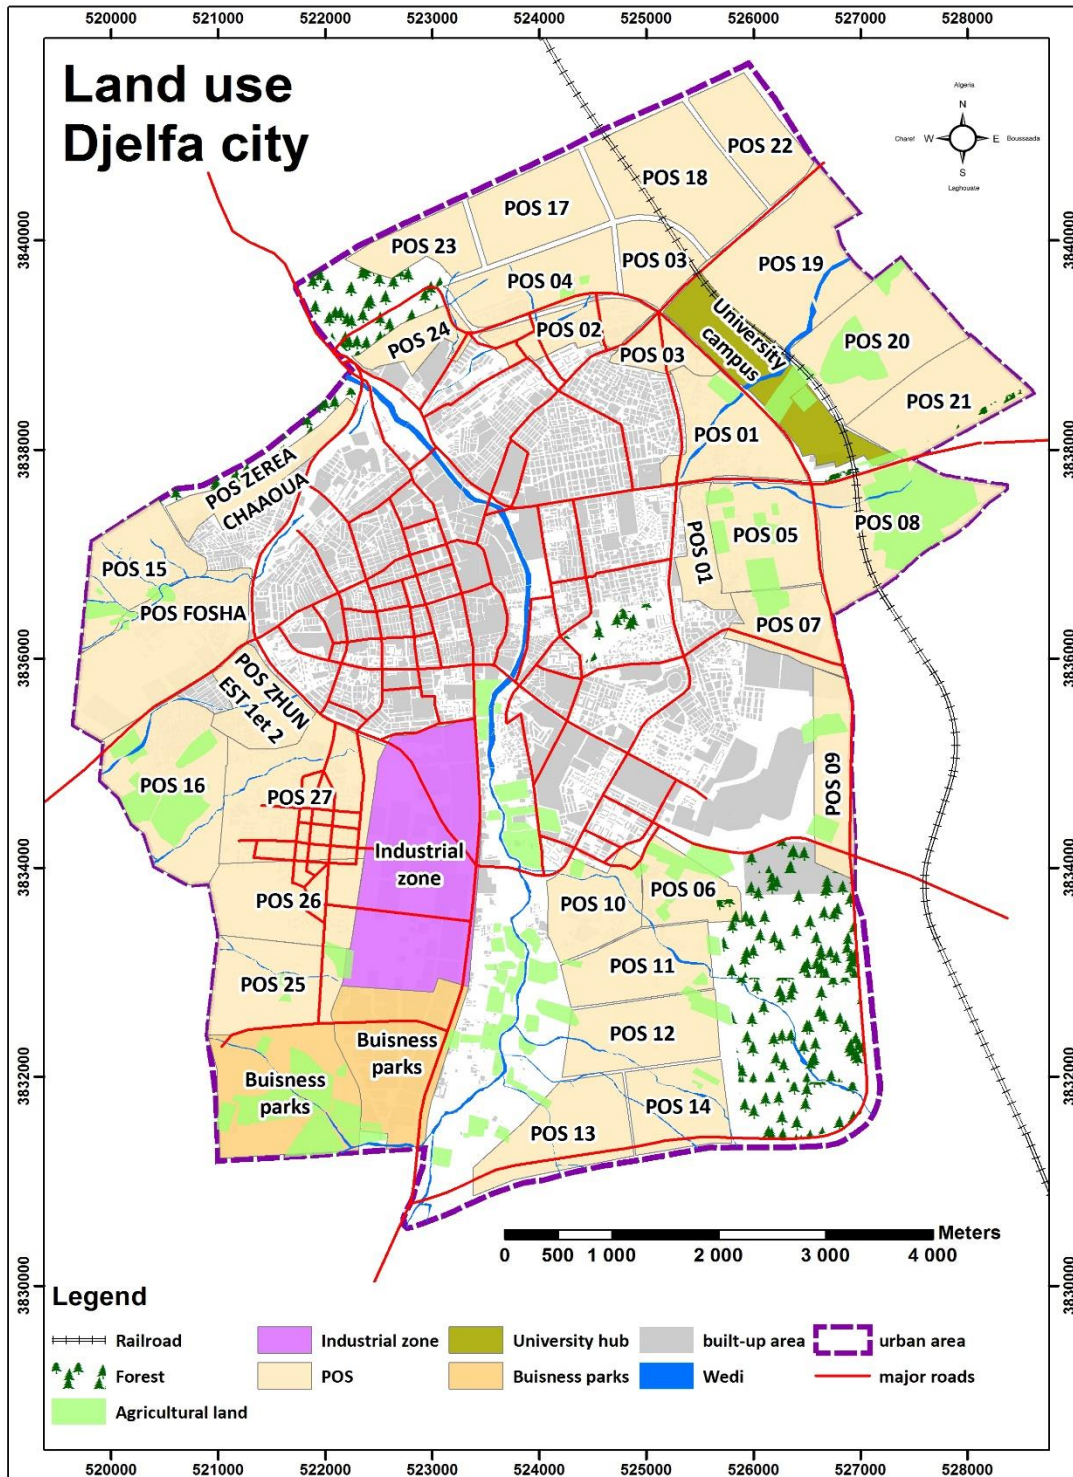 520000 521000 522000 523000 524000 525000 526000 527000 528000
Land use
Djelfa city
Algeria
N
Charef W E Boussaada
S
Laghouate
3840000
3840000
3838000
3838000
3836000
3836000
3834000
3834000
3832000
3832000
3830000
3830000
POS 22
POS 18
POS 17
POS 23
POS 03
POS 19
POS 04
POS 02
POS 24
POS 03
University
campus
POS 20
POS 21
POS 01
POS ZEREA
CHAAOUA
POS 08
POS 05
POS 01
POS 15
POS FOSHA
POS 07
POS ZHUN
EST 1et 2
POS 16
POS 27
POS 09
Industrial
zone
POS 06
POS 10
POS 26
POS 11
POS 25
POS 12
Buisness
parks
Buisness
parks
POS 14
POS 13
Meters
0 500 1 000 2 000 3 000 4 000
Legend
Railroad
Industrial zone
University hub
built-up area
urban area
Forest
POS
Buisness parks
Wedi
major roads
Agricultural land
520000 521000 522000 523000 524000 525000 526000 527000 528000